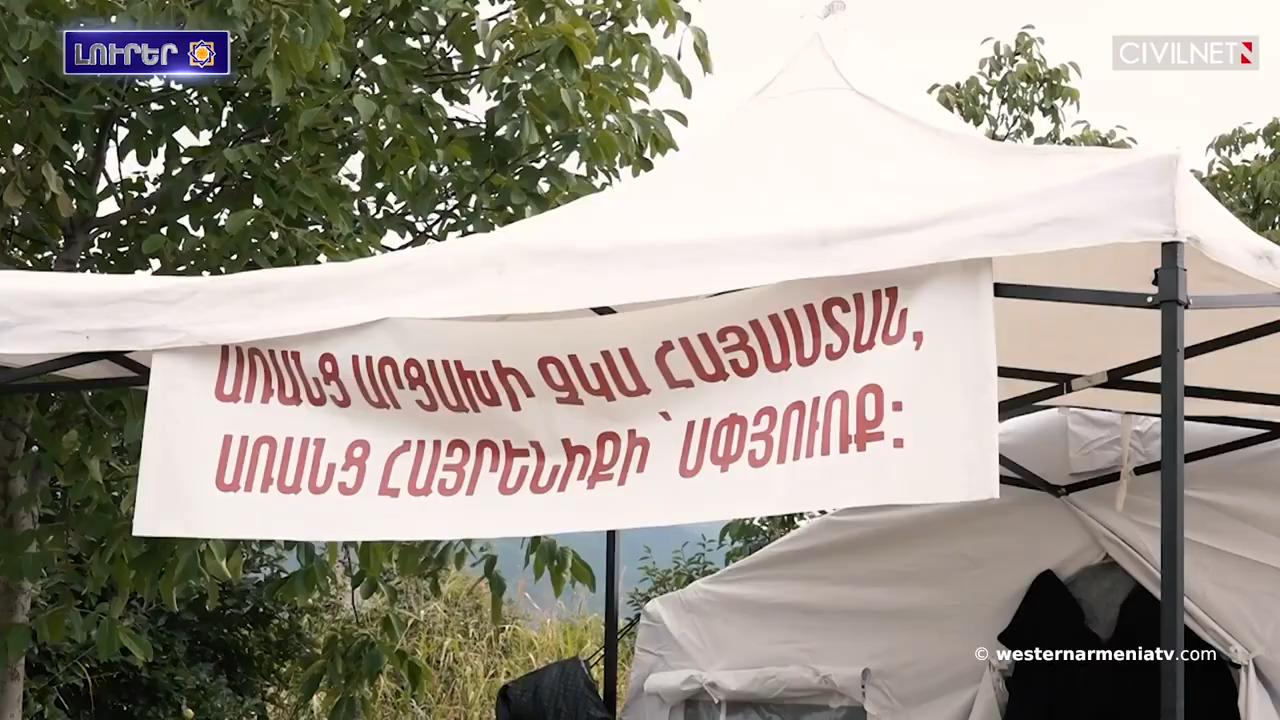 ԼՈՒՐԵՐ
CIVILNET
ԱՌԱՆՑ ԱՐՑԱԽԻ ՉԿԱ ՀԱՅԱՍՏԱՆ,
ԱՌԱՆՑ ՀԱՅՐԵՆԻՔԻ՝ ՍՓՅՈՒՌՔ:
© westernarmeniatv.com